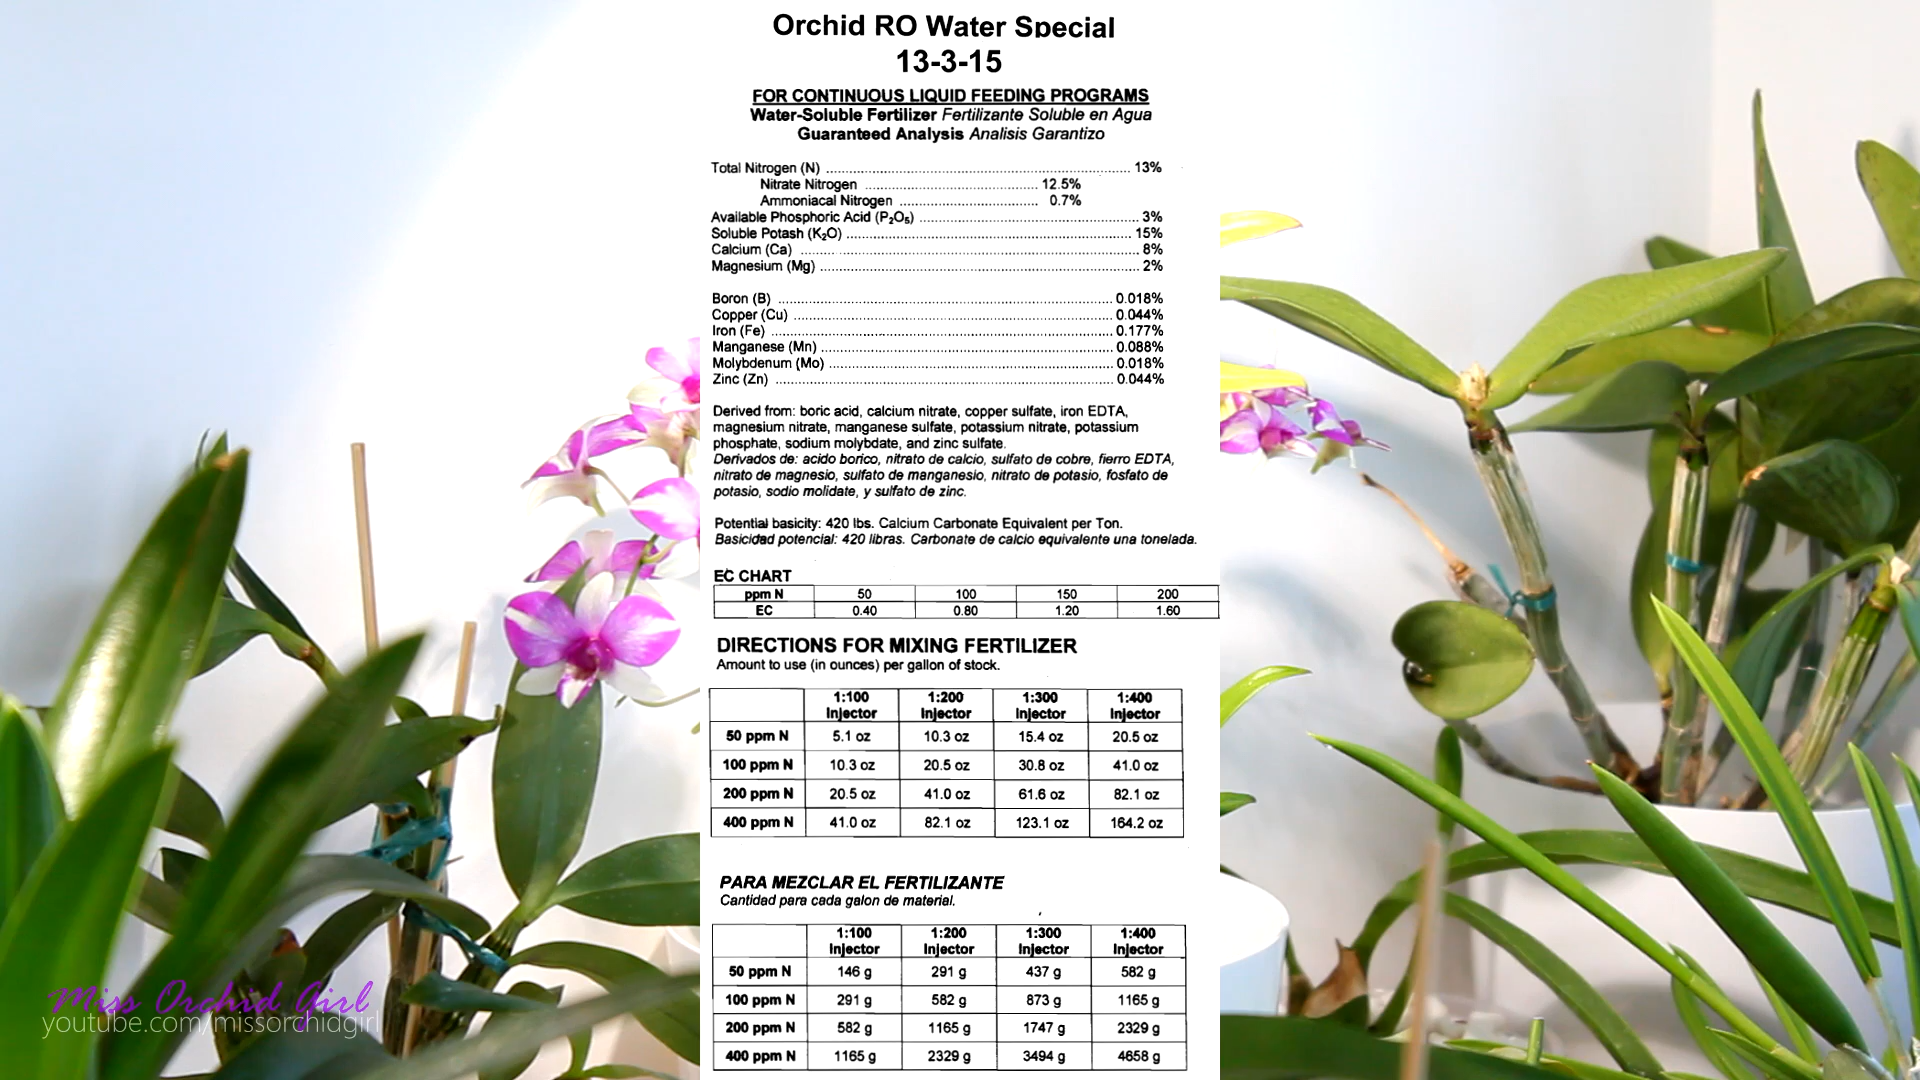 Orchid RO Water Special
13-3-15
FOR CONTINUOUS LIQUID FEEDING PROGRAMS
Water-Soluble Fertilizer Fertilizante Soluble en Agua
Guaranteed Analysis Analisis Garantizo
Total Nitrogen (N) 13%
Nitrate Nitrogen 12.5%
Ammoniacal Nitrogen 0.7%
Available Phosphoric Acid (P₂O₅) 3%
Soluble Potash (K₂O) 15%
Calcium (Ca) 8%
Magnesium (Mg) 2%
Boron (B) 0.018%
Copper (Cu) 0.044%
Iron (Fe) 0.177%
Manganese (Mn) 0.088%
Molybdenum (Mo) 0.018%
Zinc (Zn) 0.044%
Derived from: boric acid, calcium nitrate, copper sulfate, iron EDTA,
magnesium nitrate, manganese sulfate, potassium nitrate, potassium
phosphate, sodium molybdate, and zinc sulfate.
Derivados de: acido borico, nitrato de calcio, sulfato de cobre, fierro EDTA,
nitrato de magnesio, sulfato de manganesio, nitrato de potasio, fosfato de
potasio, sodio molidate, y sulfato de zinc.
Potential basicity: 420 lbs. Calcium Carbonate Equivalent per Ton.
Basicidad potencial: 420 libras. Carbonate de calcio equivalente una tonelada.
EC CHART
ppm N 50 100 150 200
EC 0.40 0.80 1.20 1.60
DIRECTIONS FOR MIXING FERTILIZER
Amount to use (in ounces) per gallon of stock.
1:100 1:200 1:300 1:400
Injector Injector Injector Injector
50 ppm N 5.1 oz 10.3 oz 15.4 oz 20.5 oz
100 ppm N 10.3 oz 20.5 oz 30.8 oz 41.0 oz
200 ppm N 20.5 oz 41.0 oz 61.6 oz 82.1 oz
400 ppm N 41.0 oz 82.1 oz 123.1 oz 164.2 oz
PARA MEZCLAR EL FERTILIZANTE
Cantidad para cada galon de material.
1:100 1:200 1:300 1:400
Injector Injector Injector Injector
50 ppm N 146 g 291 g 437 g 582 g
100 ppm N 291 g 582 g 873 g 1165 g
200 ppm N 582 g 1165 g 1747 g 2329 g
400 ppm N 1165 g 2329 g 3494 g 4658 g
Miss Orchid Girl
youtube.com/missorchidgirl